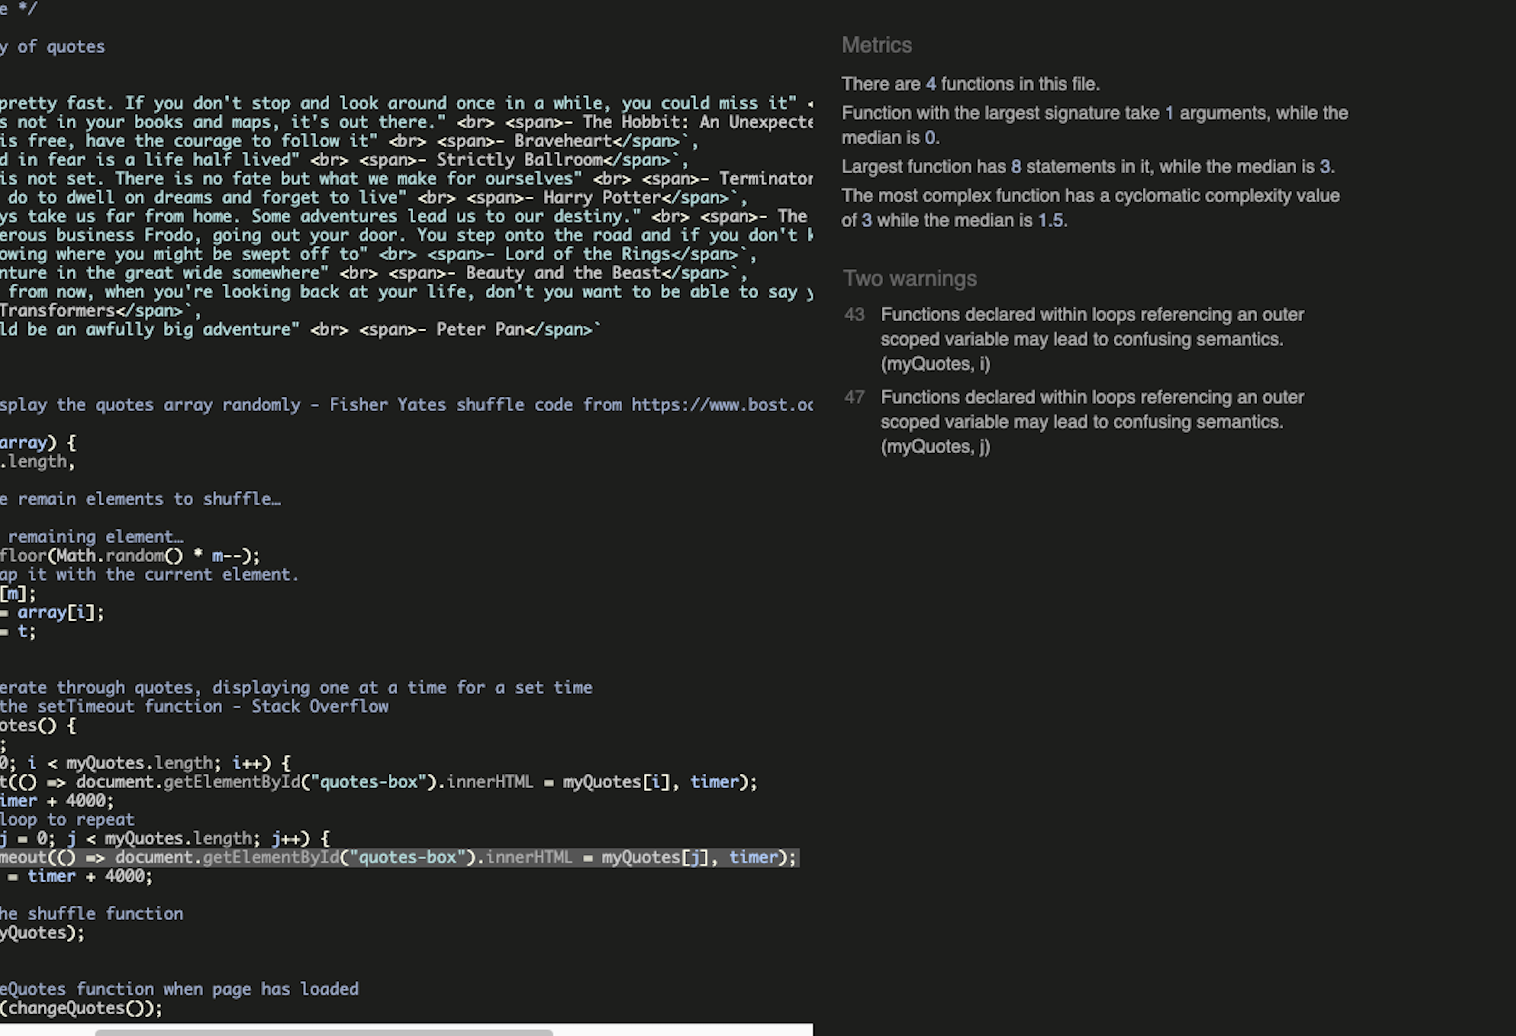 e */
y of quotes
pretty fast. If you don't stop and look around once in a while, you could miss it" <
s not in your books and maps, it's out there." <br> <span>- The Hobbit: An Unexpecte
is free, have the courage to follow it" <br> <span>- Braveheart</span>`,
d in fear is a life half lived" <br> <span>- Strictly Ballroom</span>`,
is not set. There is no fate but what we make for ourselves" <br> <span>- Terminator
do to dwell on dreams and forget to live" <br> <span>- Harry Potter</span>`,
ys take us far from home. Some adventures lead us to our destiny." <br> <span>- The
erous business Frodo, going out your door. You step onto the road and if you don't k
owing where you might be swept off to" <br> <span>- Lord of the Rings</span>`,
nture in the great wide somewhere" <br> <span>- Beauty and the Beast</span>`,
from now, when you're looking back at your life, don't you want to be able to say y
Transformers</span>`,
ld be an awfully big adventure" <br> <span>- Peter Pan</span>`
splay the quotes array randomly - Fisher Yates shuffle code from https://www.bost.oc
array) {
.length,
e remain elements to shuffle…
remaining element…
floor(Math.random() * m--);
ap it with the current element.
[m];
= array[i];
= t;
erate through quotes, displaying one at a time for a set time
the setTimeout function - Stack Overflow
otes() {
;
0; i < myQuotes.length; i++) {
t(() => document.getElementById("quotes-box").innerHTML = myQuotes[i], timer);
imer + 4000;
loop to repeat
j = 0; j < myQuotes.length; j++) {
meout(() => document.getElementById("quotes-box").innerHTML = myQuotes[j], timer);
= timer + 4000;
he shuffle function
yQuotes);
eQuotes function when page has loaded
(changeQuotes());
Metrics
There are 4 functions in this file.
Function with the largest signature take 1 arguments, while the
median is 0.
Largest function has 8 statements in it, while the median is 3.
The most complex function has a cyclomatic complexity value
of 3 while the median is 1.5.
Two warnings
43 Functions declared within loops referencing an outer
scoped variable may lead to confusing semantics.
(myQuotes, i)
47 Functions declared within loops referencing an outer
scoped variable may lead to confusing semantics.
(myQuotes, j)